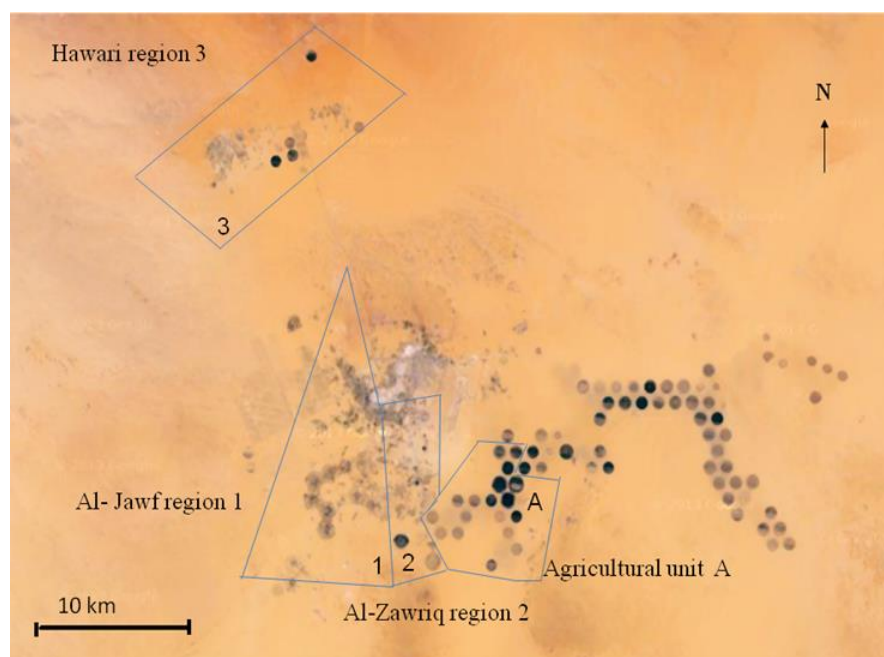 Hawari region 3
N
3
A
Al- Jawf region 1
1
2
Agricultural unit A
10 km
Al-Zawriq region 2